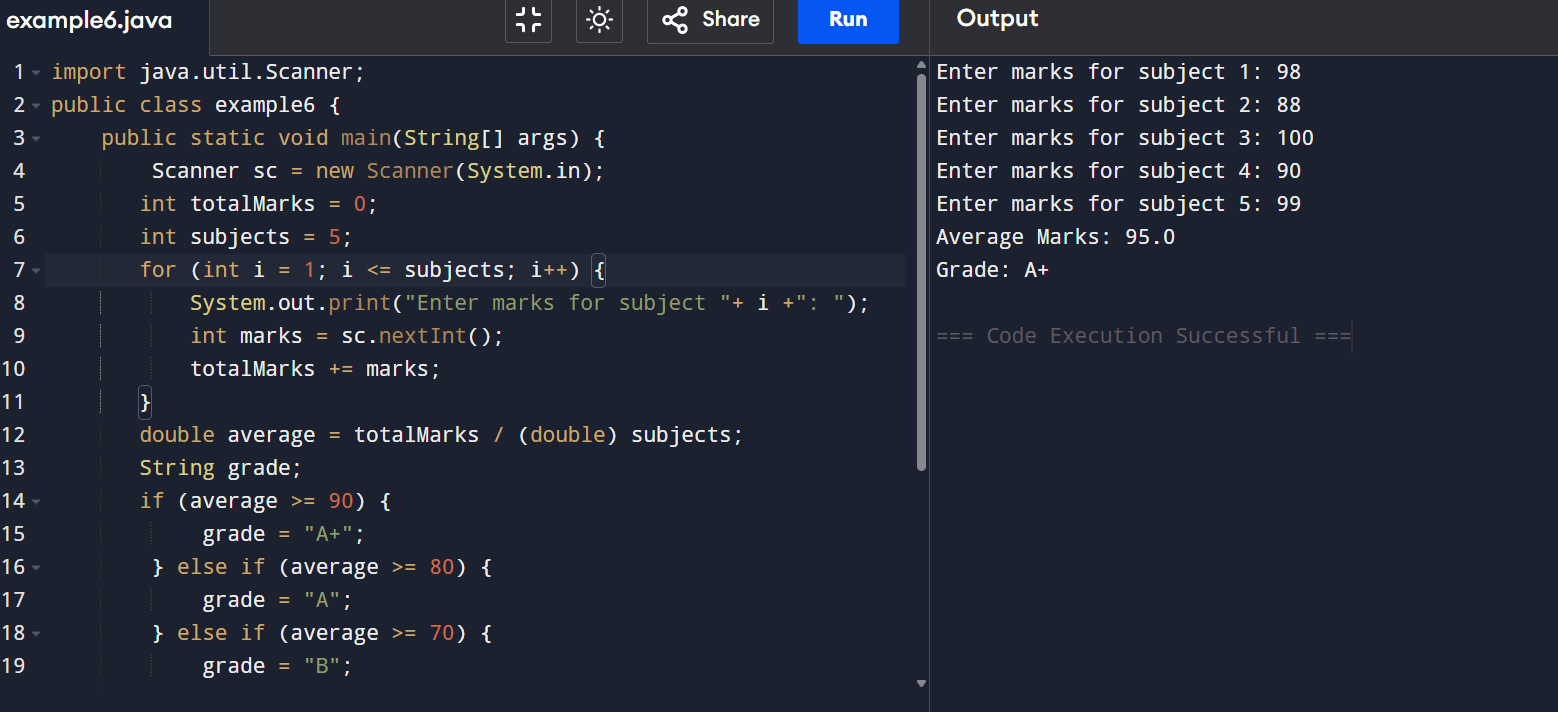 example6.java
Share
Run
Output
1 import java.util.Scanner;
2 public class example6 {
3 public static void main(String[] args) {
4 Scanner sc = new Scanner(System.in);
5 int totalMarks = 0;
6 int subjects = 5;
7 for (int i = 1; i <= subjects; i++) {
8 System.out.print("Enter marks for subject "+ i +": ");
9 int marks = sc.nextInt();
10 totalMarks += marks;
11 }
12 double average = totalMarks / (double) subjects;
13 String grade;
14 if (average >= 90) {
15 grade = "A+";
16 } else if (average >= 80) {
17 grade = "A";
18 } else if (average >= 70) {
19 grade = "B";
Enter marks for subject 1: 98
Enter marks for subject 2: 88
Enter marks for subject 3: 100
Enter marks for subject 4: 90
Enter marks for subject 5: 99
Average Marks: 95.0
Grade: A+
=== Code Execution Successful ===